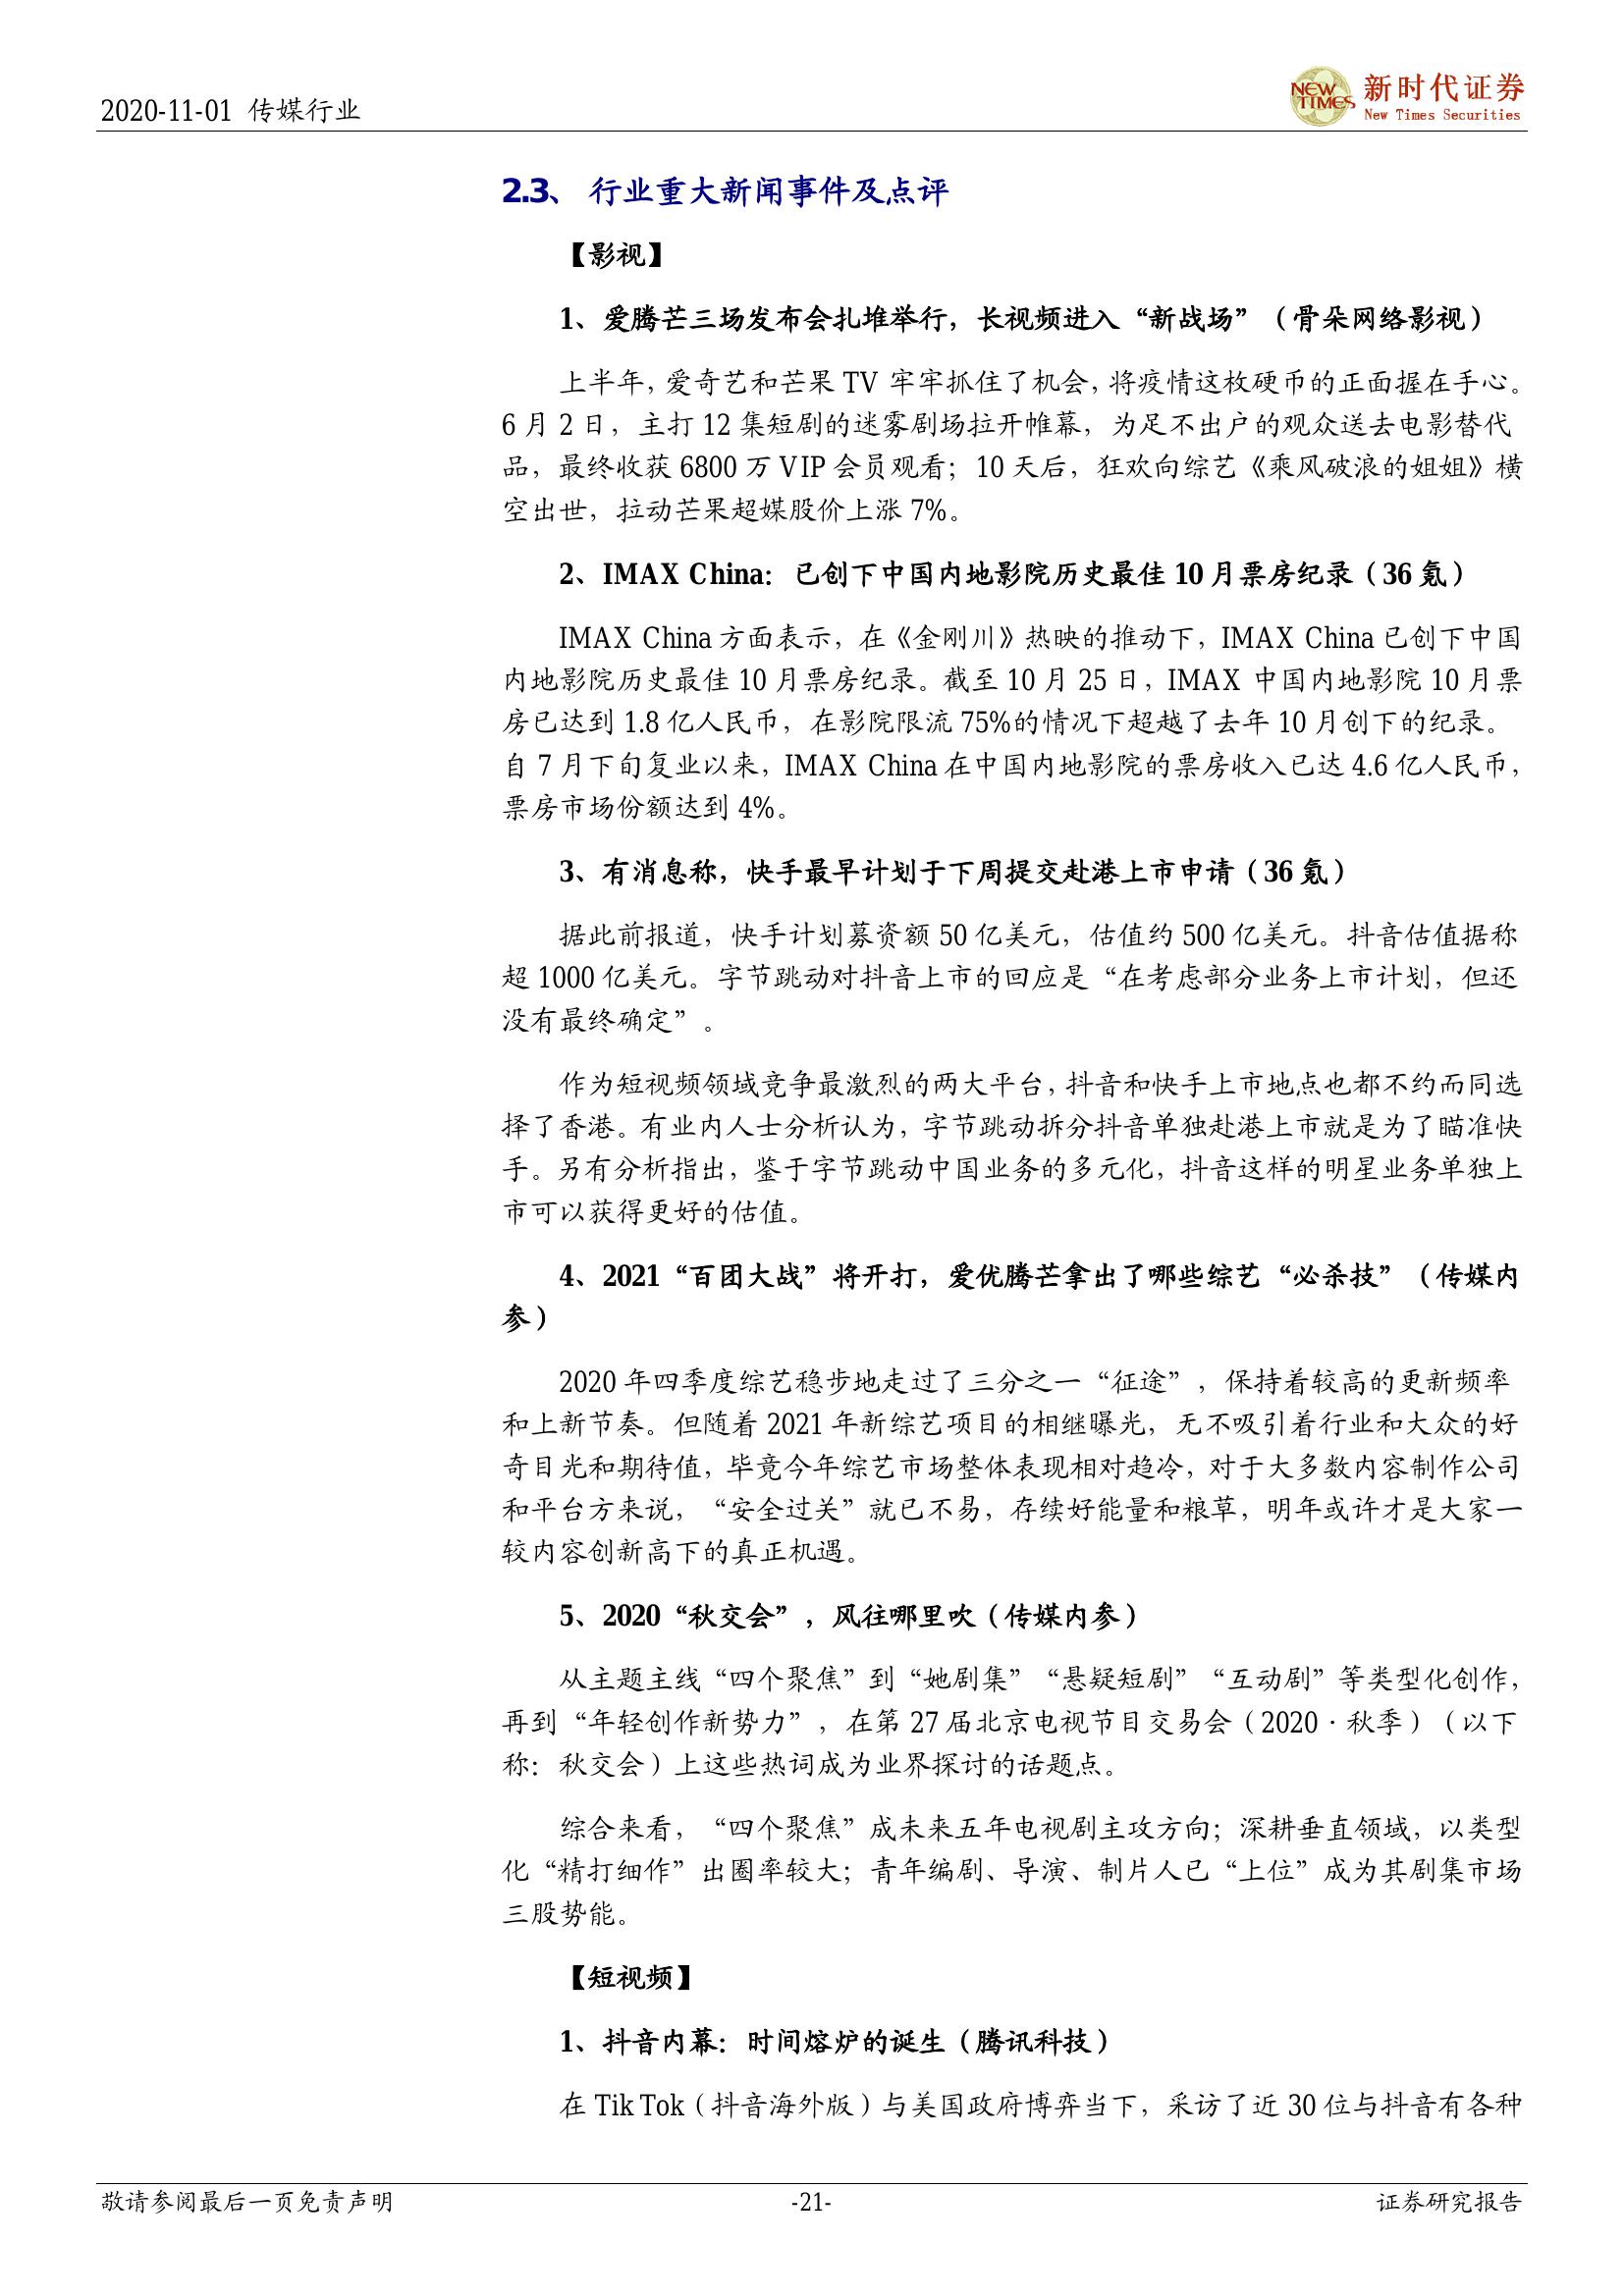 2020-11-01 传媒行业
NEW TIMES
新时代证券
New Times Securities
2.3、 行业重大新闻事件及点评
【影视】
1、爱腾芒三场发布会扎堆举行，长视频进入“新战场”（骨朵网络影视）
上半年，爱奇艺和芒果 TV 牢牢抓住了机会，将疫情这枚硬币的正面握在手心。
6 月 2 日，主打 12 集短剧的迷雾剧场拉开帷幕，为足不出户的观众送去电影替代
品，最终收获 6800 万 VIP 会员观看；10 天后，狂欢向综艺《乘风破浪的姐姐》横
空出世，拉动芒果超媒股价上涨 7%。
2、IMAX China：已创下中国内地影院历史最佳 10 月票房纪录（36 氪）
IMAX China 方面表示，在《金刚川》热映的推动下，IMAX China 已创下中国
内地影院历史最佳 10 月票房纪录。截至 10 月 25 日，IMAX 中国内地影院 10 月票
房已达到 1.8 亿人民币，在影院限流 75%的情况下超越了去年 10 月创下的纪录。
自 7 月下旬复业以来，IMAX China 在中国内地影院的票房收入已达 4.6 亿人民币，
票房市场份额达到 4%。
3、有消息称，快手最早计划于下周提交赴港上市申请（36 氪）
据此前报道，快手计划募资额 50 亿美元，估值约 500 亿美元。抖音估值据称
超 1000 亿美元。字节跳动对抖音上市的回应是“在考虑部分业务上市计划，但还
没有最终确定”。
作为短视频领域竞争最激烈的两大平台，抖音和快手上市地点也都不约而同选
择了香港。有业内人士分析认为，字节跳动拆分抖音单独赴港上市就是为了瞄准快
手。另有分析指出，鉴于字节跳动中国业务的多元化，抖音这样的明星业务单独上
市可以获得更好的估值。
4、2021“百团大战”将开打，爱优腾芒拿出了哪些综艺“必杀技”（传媒内
参）
2020 年四季度综艺稳步地走过了三分之一“征途”，保持着较高的更新频率
和上新节奏。但随着 2021 年新综艺项目的相继曝光，无不吸引着行业和大众的好
奇目光和期待值，毕竟今年综艺市场整体表现相对趋冷，对于大多数内容制作公司
和平台方来说，“安全过关”就已不易，存续好能量和粮草，明年或许才是大家一
较内容创新高下的真正机遇。
5、2020“秋交会”，风往哪里吹（传媒内参）
从主题主线“四个聚焦”到“她剧集”“悬疑短剧”“互动剧”等类型化创作，
再到“年轻创作新势力”，在第 27 届北京电视节目交易会（2020·秋季）（以下
称：秋交会）上这些热词成为业界探讨的话题点。
综合来看，“四个聚焦”成未来五年电视剧主攻方向；深耕垂直领域，以类型
化“精打细作”出圈率较大；青年编剧、导演、制片人已“上位”成为其剧集市场
三股势能。
【短视频】
1、抖音内幕：时间熔炉的诞生（腾讯科技）
在 Tik Tok（抖音海外版）与美国政府博弈当下，采访了近 30 位与抖音有各种
敬请参阅最后一页免责声明
-21-
证券研究报告